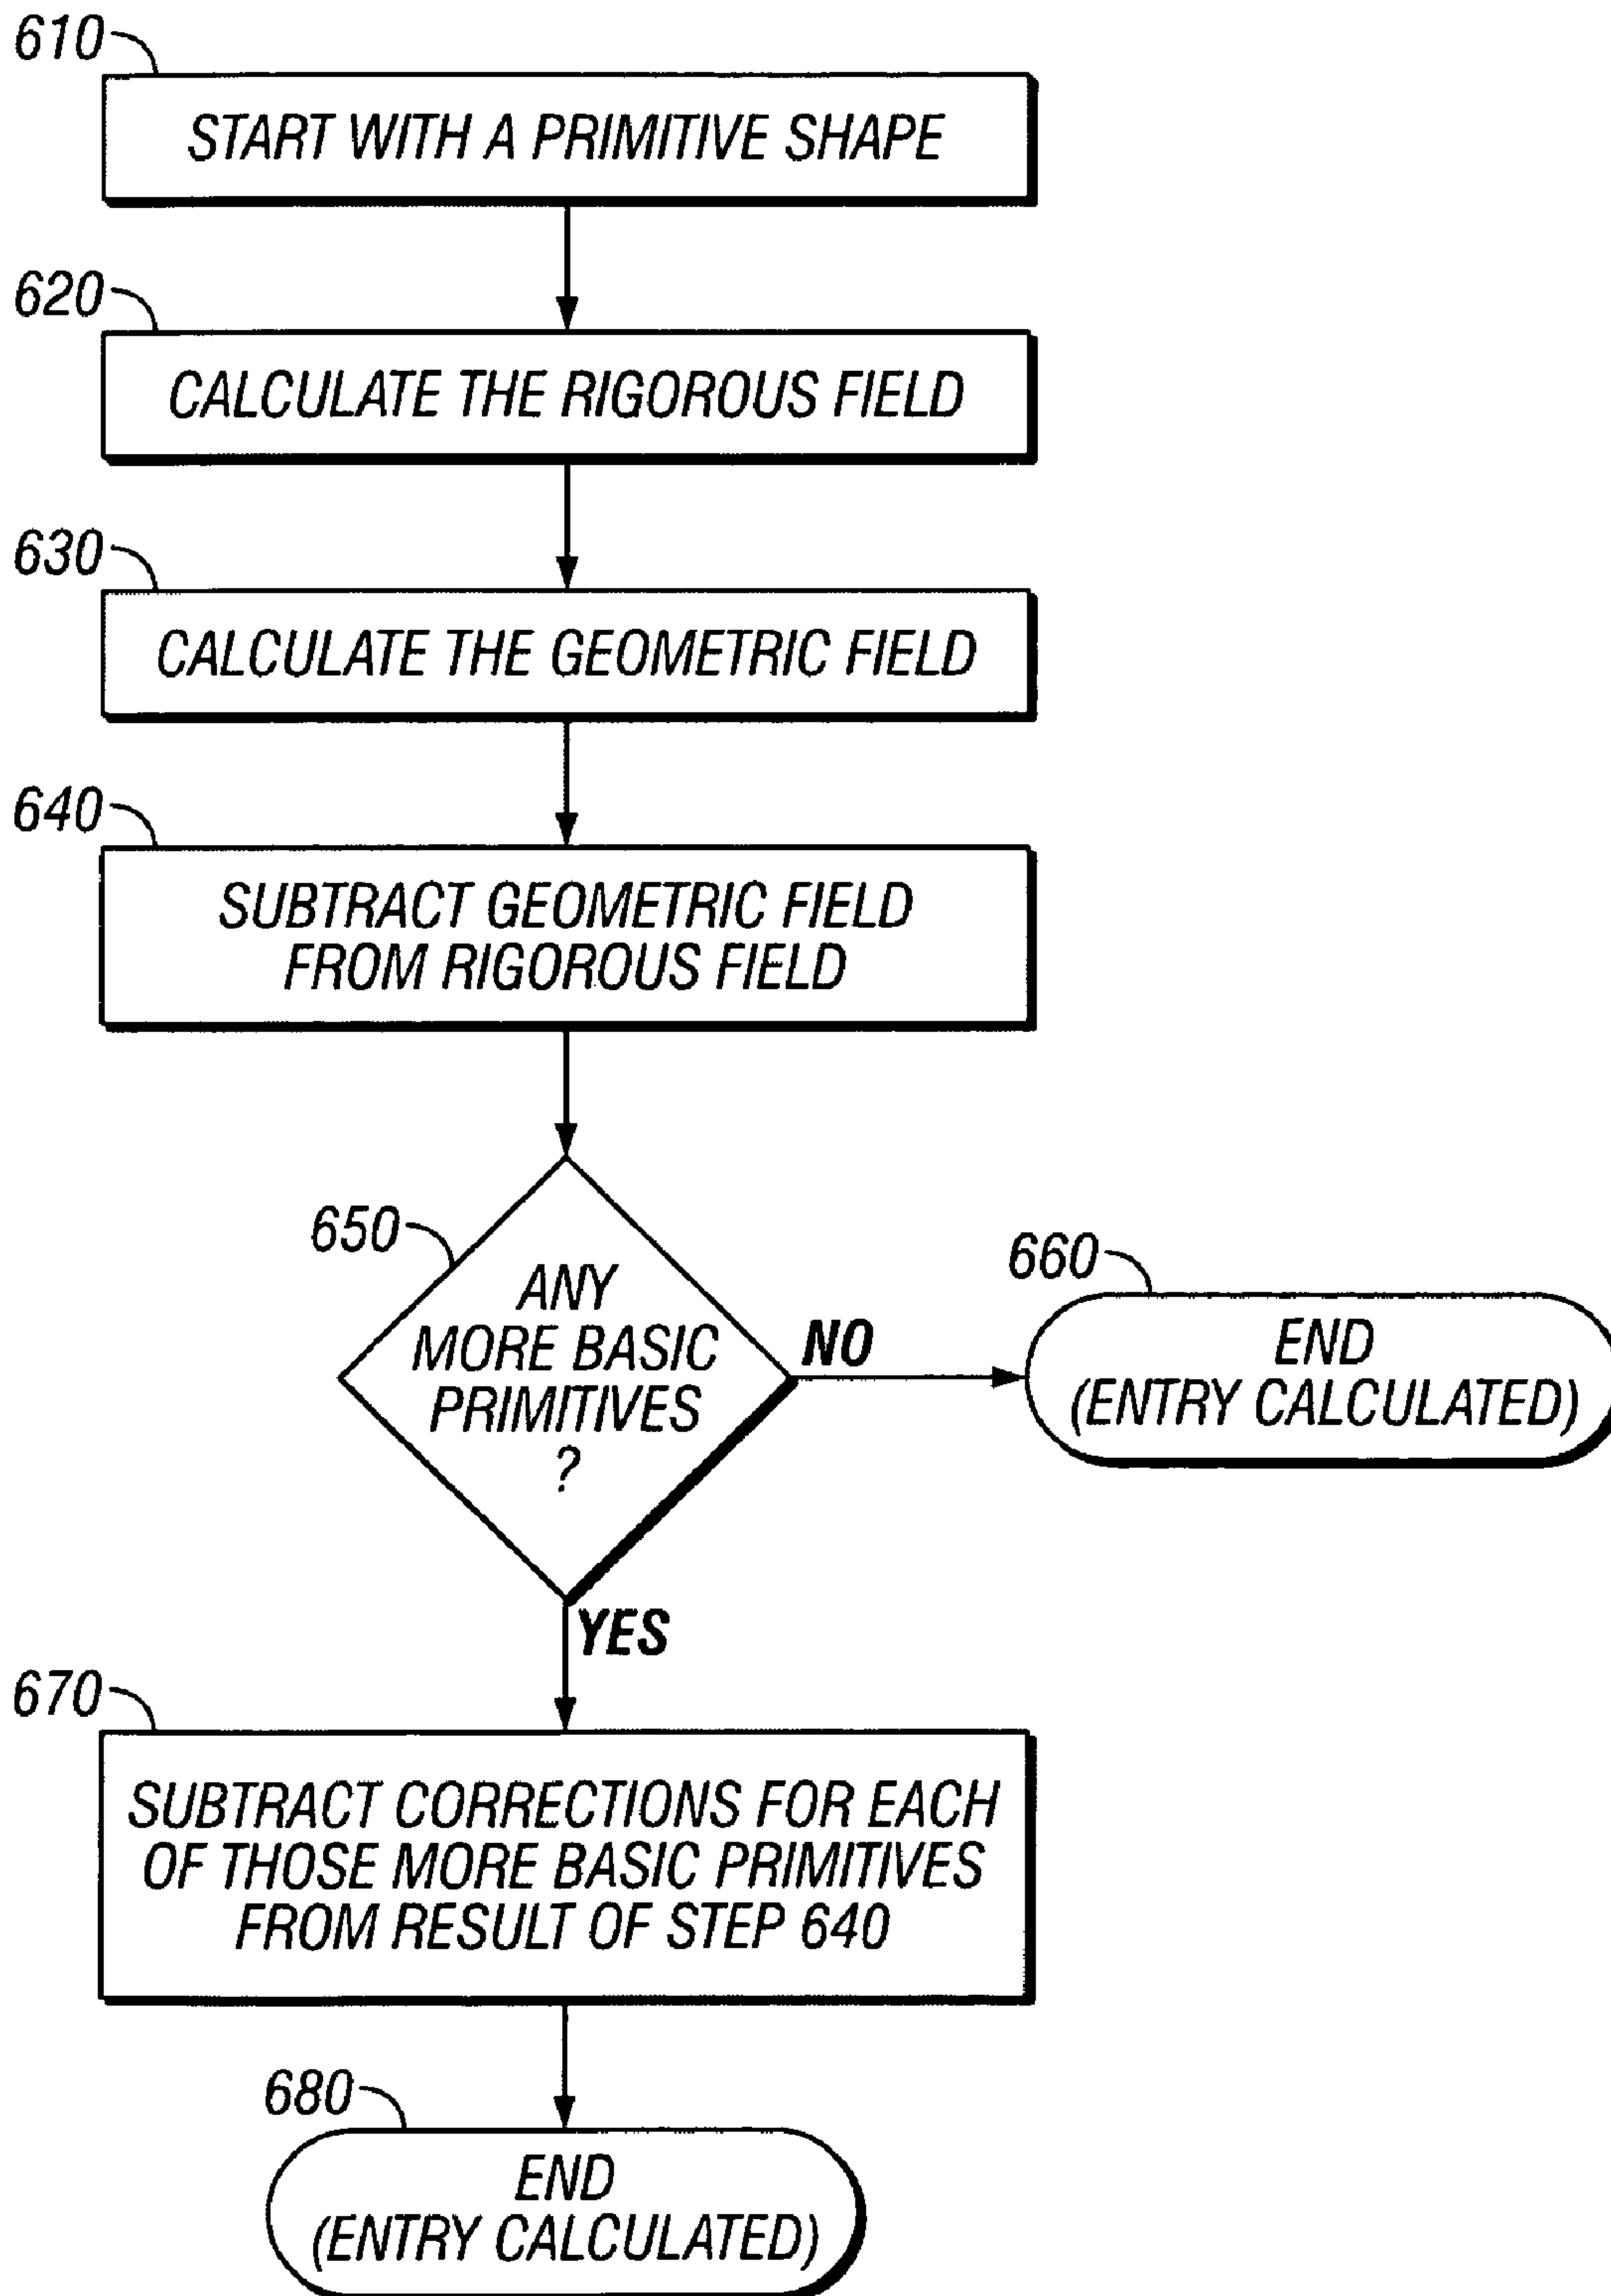 610
START WITH A PRIMITIVE SHAPE
620
CALCULATE THE RIGOROUS FIELD
630
CALCULATE THE GEOMETRIC FIELD
640
SUBTRACT GEOMETRIC FIELD
FROM RIGOROUS FIELD
650
ANY
MORE BASIC
PRIMITIVES
?
NO
660
END
(ENTRY CALCULATED)
YES
670
SUBTRACT CORRECTIONS FOR EACH
OF THOSE MORE BASIC PRIMITIVES
FROM RESULT OF STEP 640
680
END
(ENTRY CALCULATED)